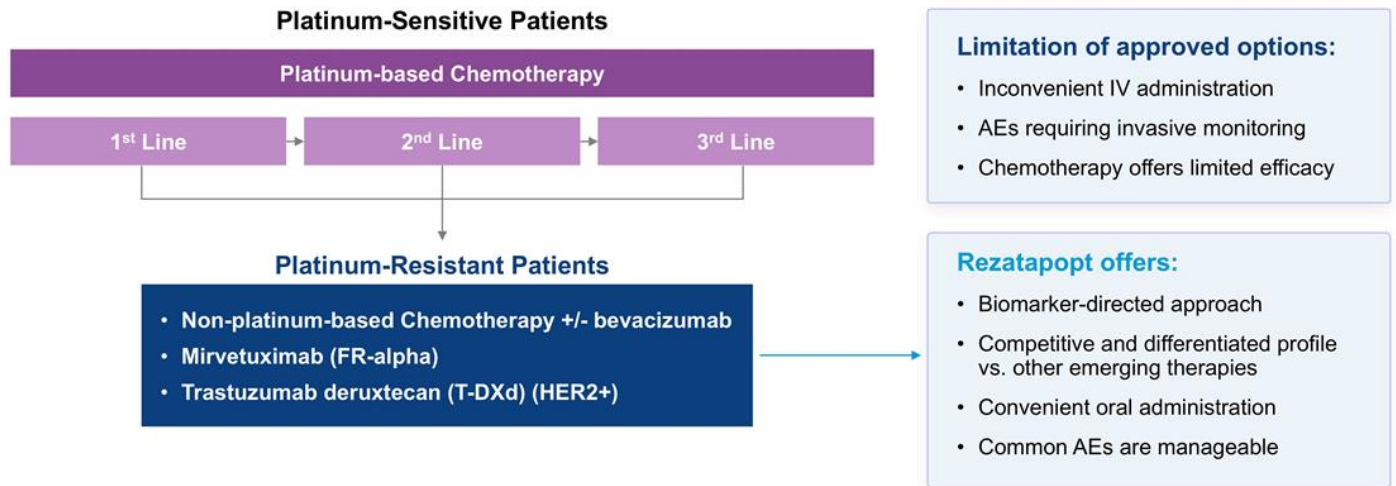 Platinum-Sensitive Patients
Platinum-based Chemotherapy
1st Line
2nd Line
3rd Line
Platinum-Resistant Patients
• Non-platinum-based Chemotherapy +/- bevacizumab
• Mirvetuximab (FR-alpha)
• Trastuzumab deruxtecan (T-DXd) (HER2+)
Limitation of approved options:
• Inconvenient IV administration
• AEs requiring invasive monitoring
• Chemotherapy offers limited efficacy
Rezatapopt offers:
• Biomarker-directed approach
• Competitive and differentiated profile
vs. other emerging therapies
• Convenient oral administration
• Common AEs are manageable